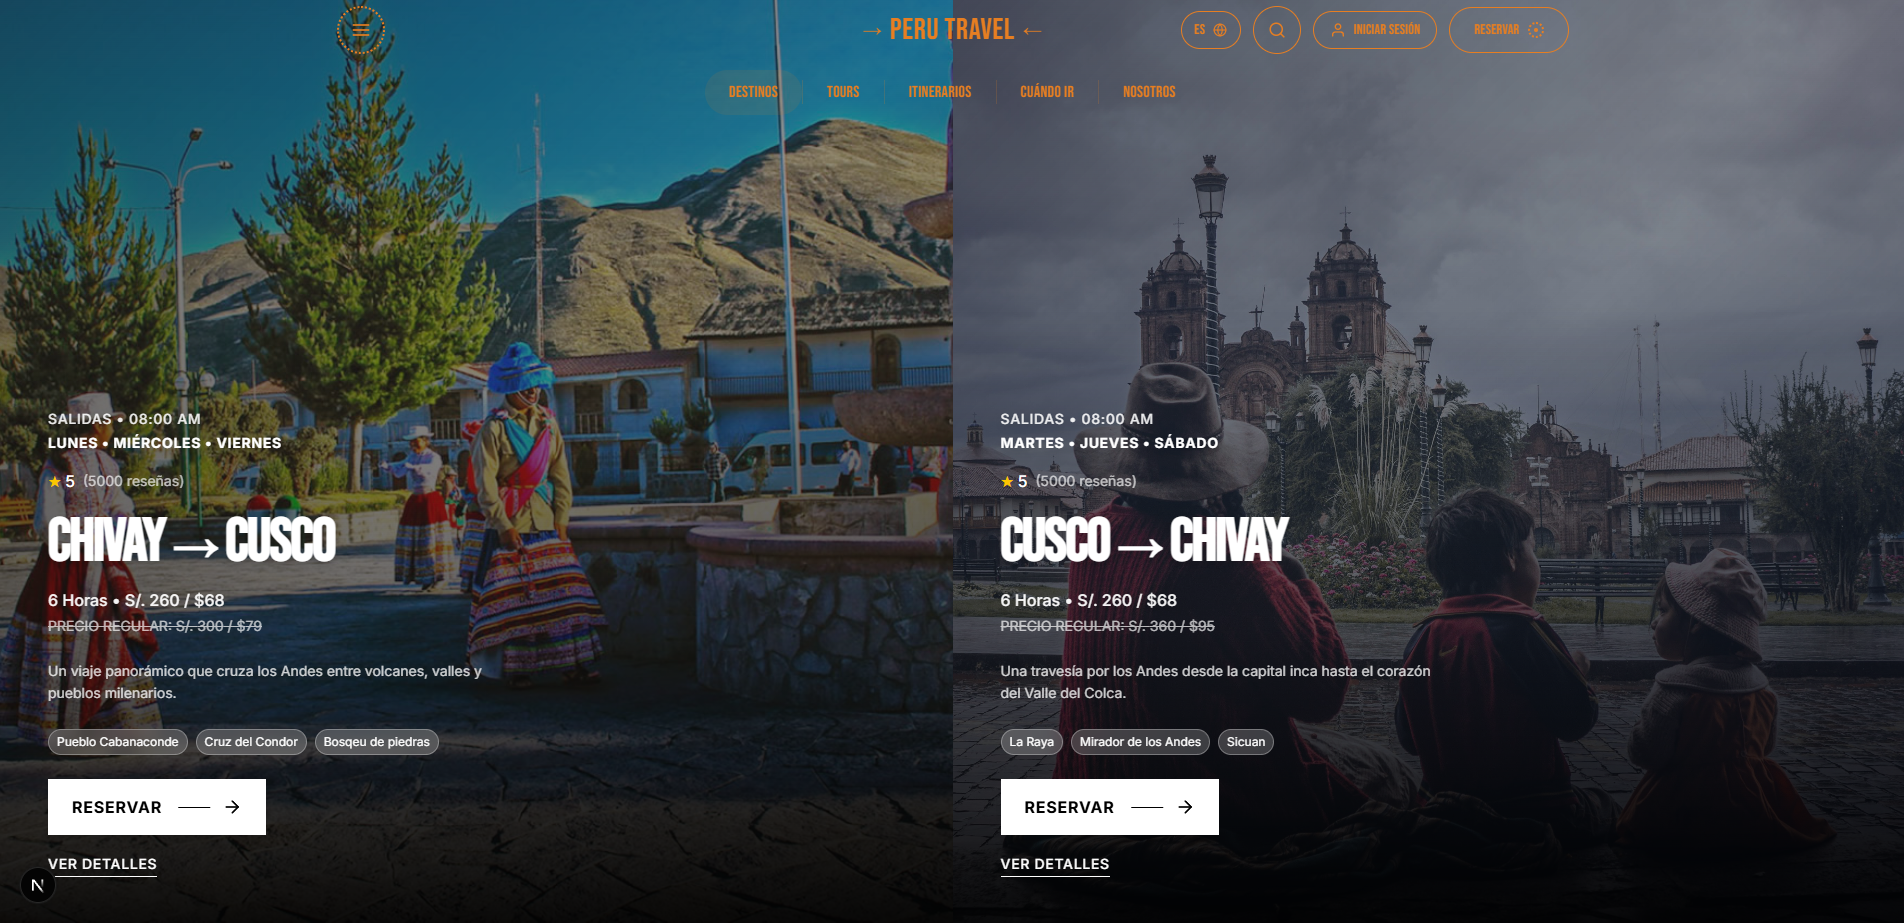 → PERU TRAVEL ←
ES
INICIAR SESIÓN
RESERVAR
DESTINOS
TOURS
ITINERARIOS
CUÁNDO IR
NOSOTROS
SALIDAS • 08:00 AM
LUNES • MIÉRCOLES • VIERNES
★ 5 (5000 reseñas)
CHIVAY → CUSCO
6 Horas • S/. 260 / $68
PRECIO REGULAR: S/. 300 / $79
Un viaje panorámico que cruza los Andes entre volcanes, valles y
pueblos milenarios.
Pueblo Cabanaconde
Cruz del Condor
Bosqeu de piedras
RESERVAR →
VER DETALLES
N
SALIDAS • 08:00 AM
MARTES • JUEVES • SÁBADO
★ 5 (5000 reseñas)
CUSCO → CHIVAY
6 Horas • S/. 260 / $68
PRECIO REGULAR: S/. 360 / $95
Una travesía por los Andes desde la capital inca hasta el corazón
del Valle del Colca.
La Raya
Mirador de los Andes
Sicuan
RESERVAR →
VER DETALLES